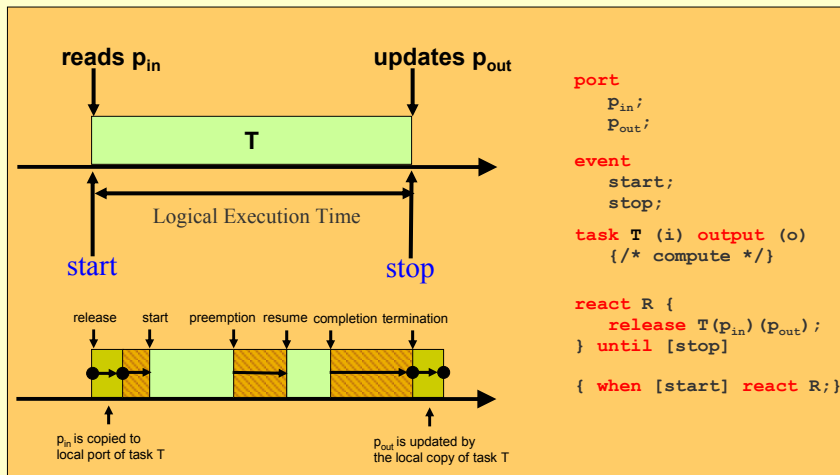 reads pin
updates pout
T
Logical Execution Time
start
stop
release
start
preemption
resume
completion
termination
pin is copied to
local port of task T
pout is updated by
the local copy of task T
port
pin;
pout;
event
start;
stop;
task T (i) output (o)
{/* compute */}
react R {
release T(pin)(pout);
} until [stop]
{ when [start] react R;}